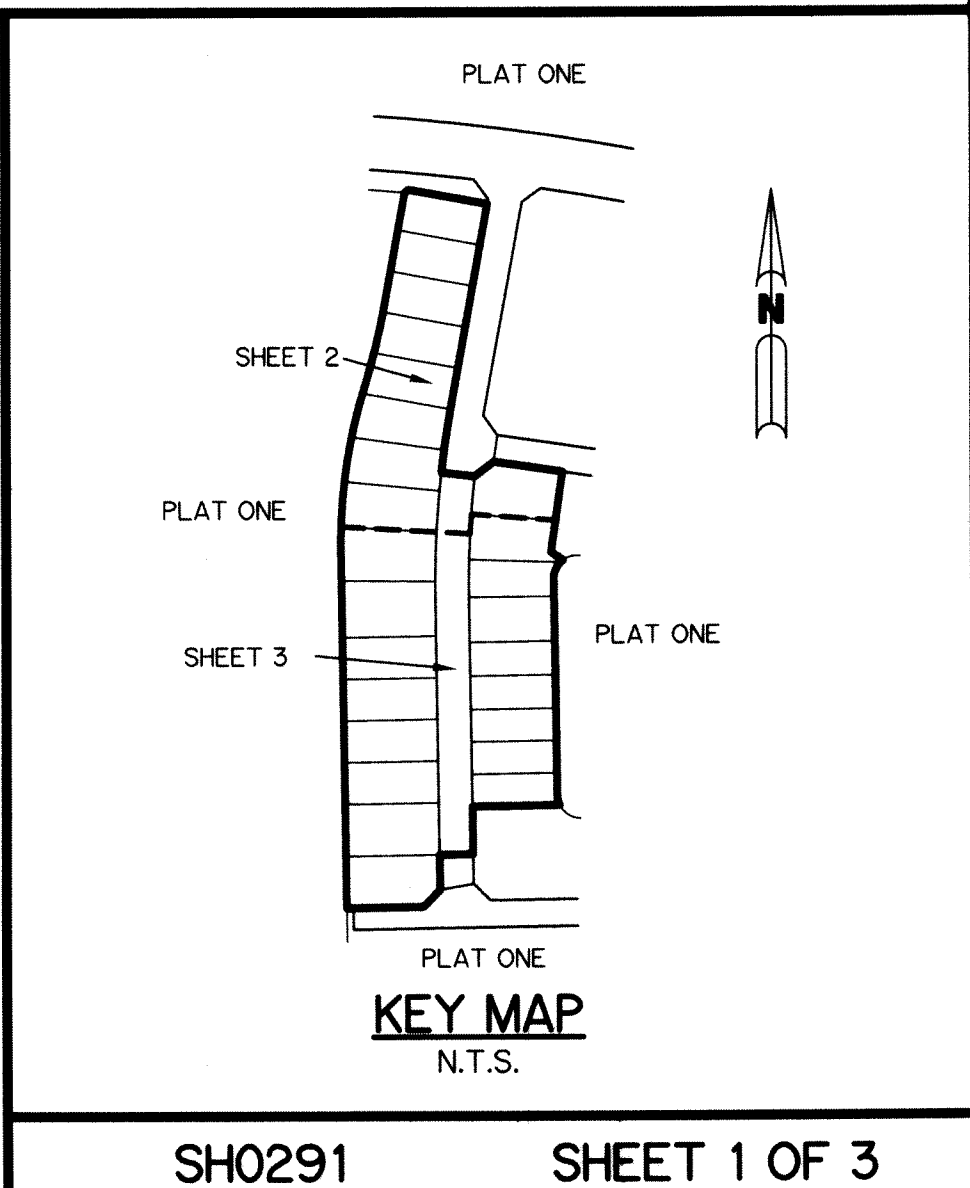 PLAT ONE
N
SHEET 2
PLAT ONE
PLAT ONE
SHEET 3
PLAT ONE
KEY MAP
N.T.S.
SH0291 SHEET 1 OF 3